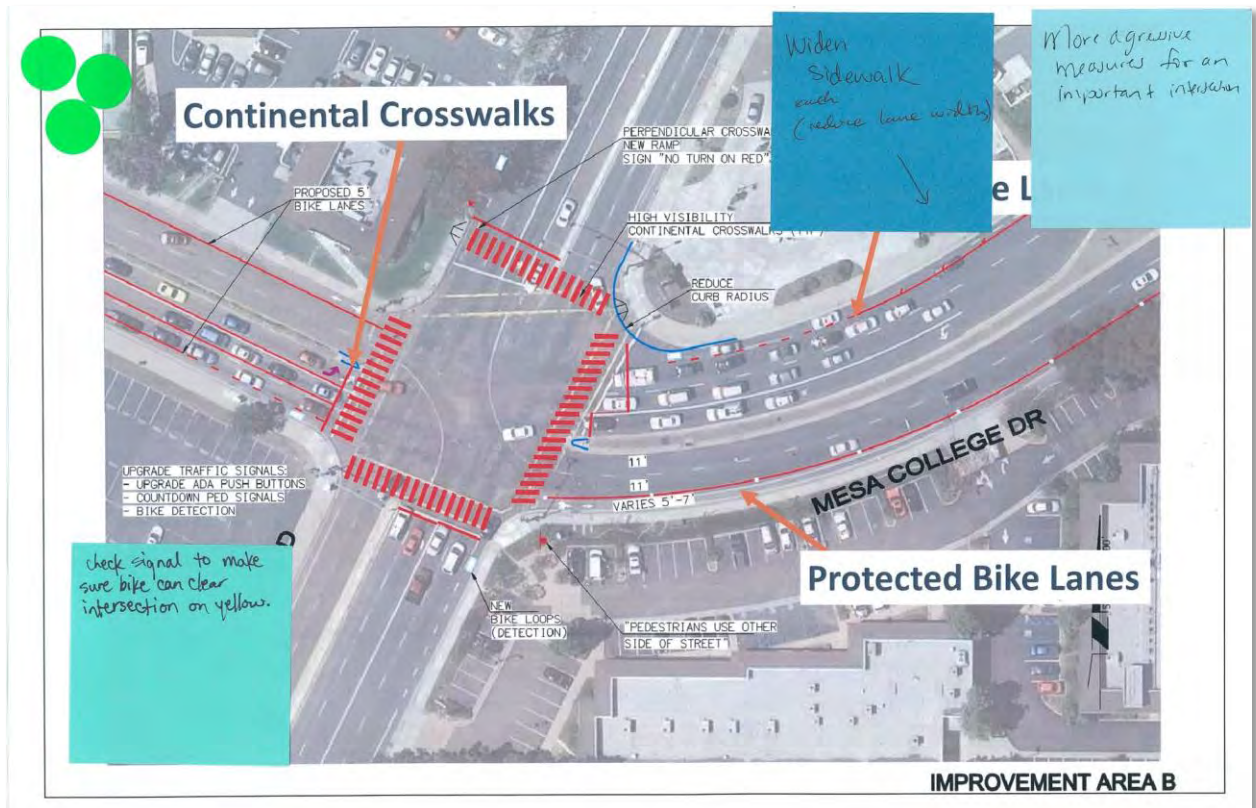 Continental Crosswalks
Widen
Sidewalk
each
(reduce lane widths)
More agressive
measures for an
important intersection
PERPENDICULAR CROSSWA
NEW RAMP
SIGN "NO TURN ON RED"
PROPOSED 5'
BIKE LANES
HIGH VISIBILITY
CONTINENTAL CROSSWALKS (TYP)
REDUCE
CURB RADIUS
UPGRADE TRAFFIC SIGNALS:
- UPGRADE ADA PUSH BUTTONS
- COUNTDOWN PED SIGNALS
- BIKE DETECTION
11'
11'
VARIES 5'-7'
MESA COLLEGE DR
Protected Bike Lanes
check signal to make
sure bike can clear
intersection on yellow.
NEW
BIKE LOOPS
(DETECTION)
"PEDESTRIANS USE OTHER
SIDE OF STREET"
IMPROVEMENT AREA B